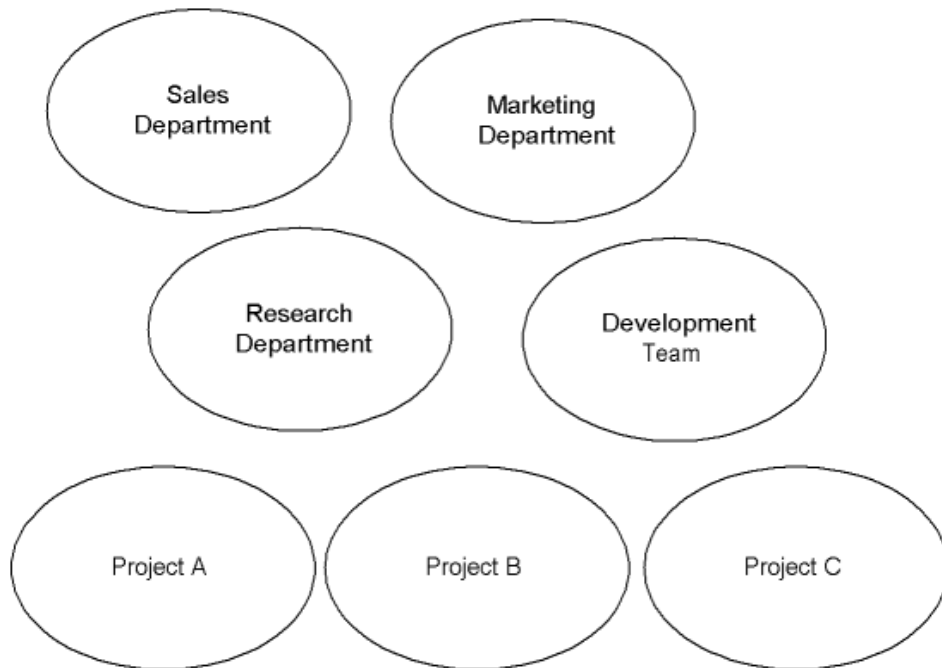 Sales
Department
Marketing
Department
Research
Department
Development
Team
Project A
Project B
Project C